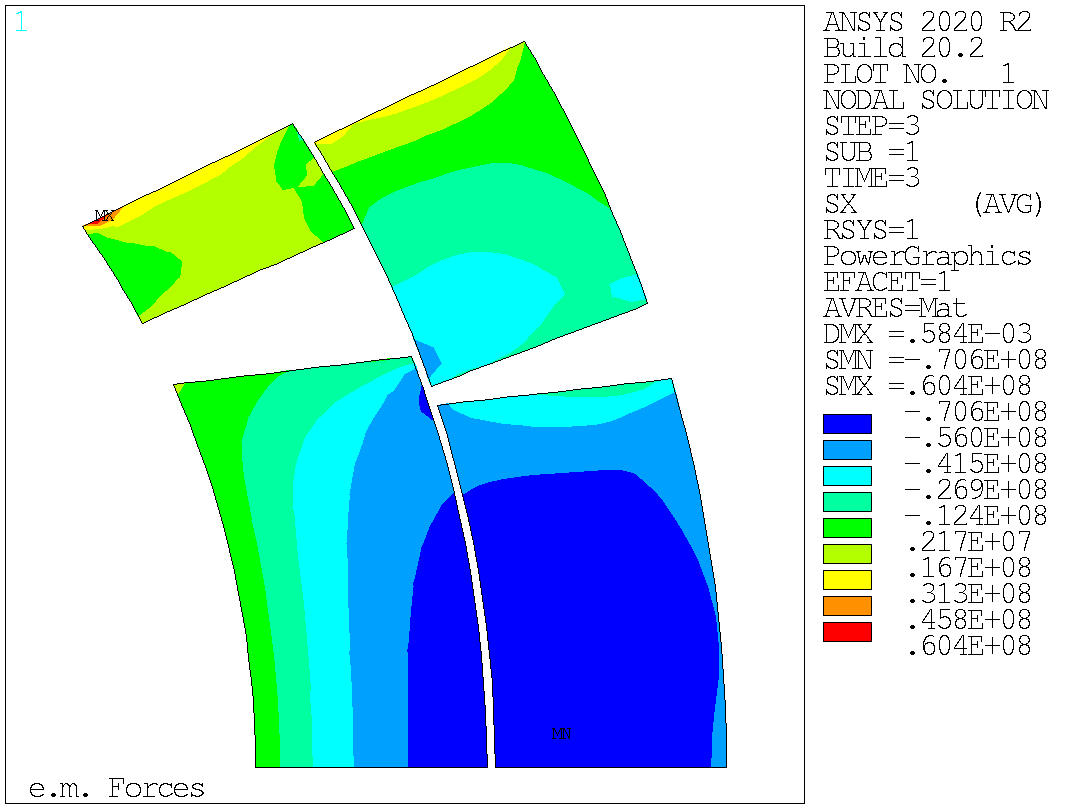 1
ANSYS 2020 R2
Build 20.2
PLOT NO. 1
NODAL SOLUTION
STEP=3
SUB =1
TIME=3
SX (AVG)
RSYS=1
PowerGraphics
EFACET=1
AVRES=Mat
DMX =.584E-03
SMN =-.706E+08
SMX =.604E+08
-.706E+08
-.560E+08
-.415E+08
-.269E+08
-.124E+08
.217E+07
.167E+08
.313E+08
.458E+08
.604E+08
MX
MN
e.m. Forces